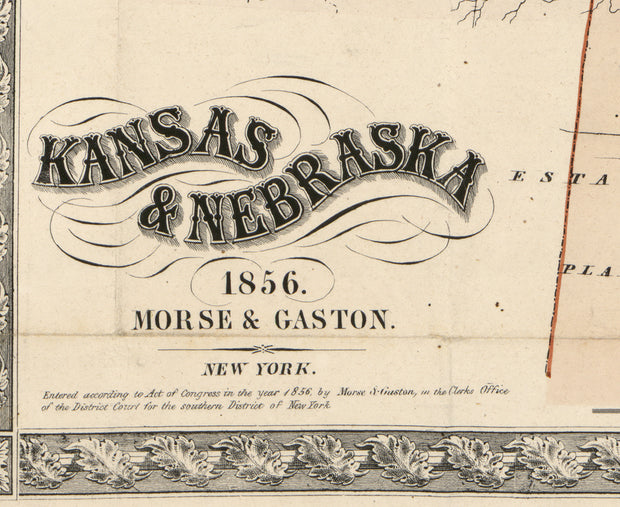 KANSAS
& NEBRASKA
1856.
MORSE & GASTON.
NEW YORK.
Entered according to Act of Congress in the year 1856, by Morse & Gaston, in the Clerks Office
of the District Court for the southern District of New York
ESTA
PLA